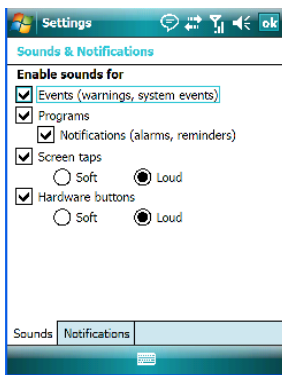 Settings ok
Sounds & Notifications
Enable sounds for
Events (warnings, system events)
Programs
Notifications (alarms, reminders)
Screen taps
Soft Loud
Hardware buttons
Soft Loud
Sounds Notifications